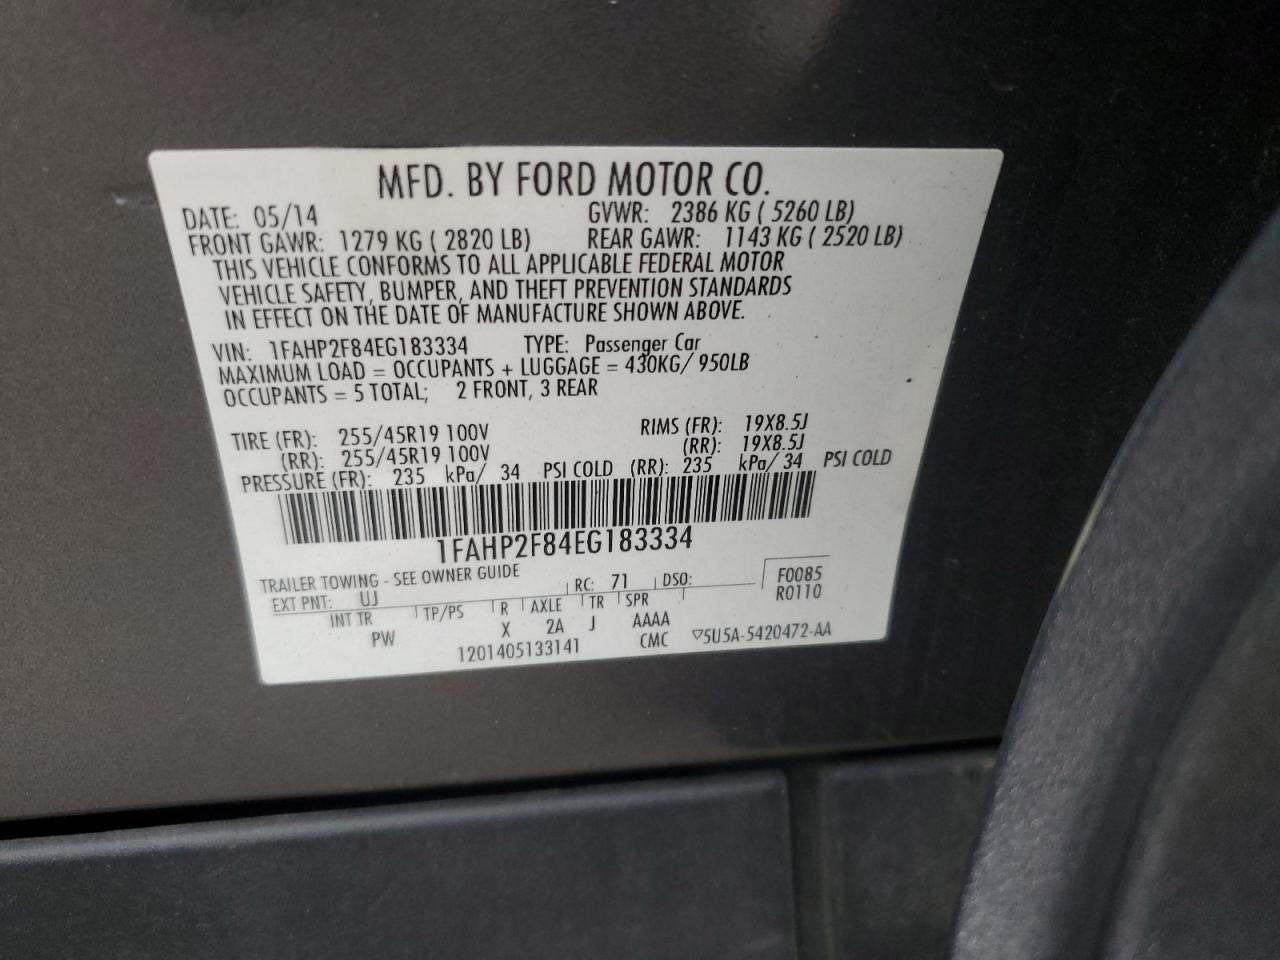 MFD. BY FORD MOTOR CO.
DATE: 05/14 GVWR: 2386 KG ( 5260 LB)
FRONT GAWR: 1279 KG ( 2820 LB) REAR GAWR: 1143 KG ( 2520 LB)
THIS VEHICLE CONFORMS TO ALL APPLICABLE FEDERAL MOTOR
VEHICLE SAFETY, BUMPER, AND THEFT PREVENTION STANDARDS
IN EFFECT ON THE DATE OF MANUFACTURE SHOWN ABOVE.
VIN: 1FAHP2F84EG183334 TYPE: Passenger Car
MAXIMUM LOAD = OCCUPANTS + LUGGAGE = 430KG/ 950LB
OCCUPANTS = 5 TOTAL; 2 FRONT, 3 REAR
TIRE (FR): 255/45R19 100V RIMS (FR): 19X8.5J
(RR): 255/45R19 100V (RR): 19X8.5J
PRESSURE (FR): 235 kPa/ 34 PSI COLD (RR): 235 kPa/ 34 PSI COLD
1FAHP2F84EG183334
TRAILER TOWING - SEE OWNER GUIDE F0085
EXT PNT: UJ RC: 71 DSO: R0110
INT TR TP/PS R AXLE TR SPR
PW X 2A J AAAA
1201405133141 CMC ▽5U5A-5420472-AA